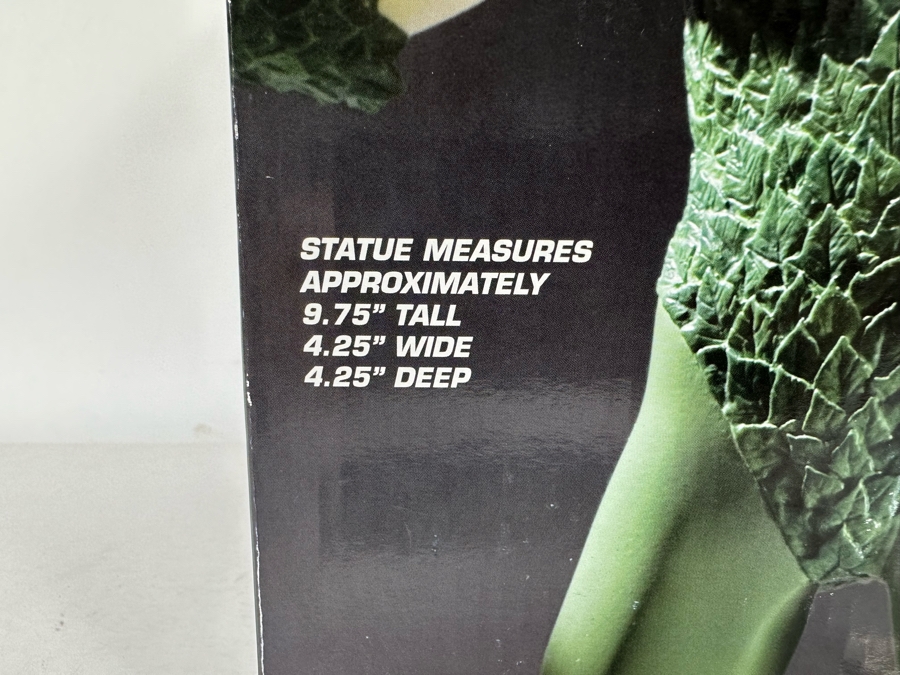 STATUE MEASURES
APPROXIMATELY
9.75” TALL
4.25” WIDE
4.25” DEEP